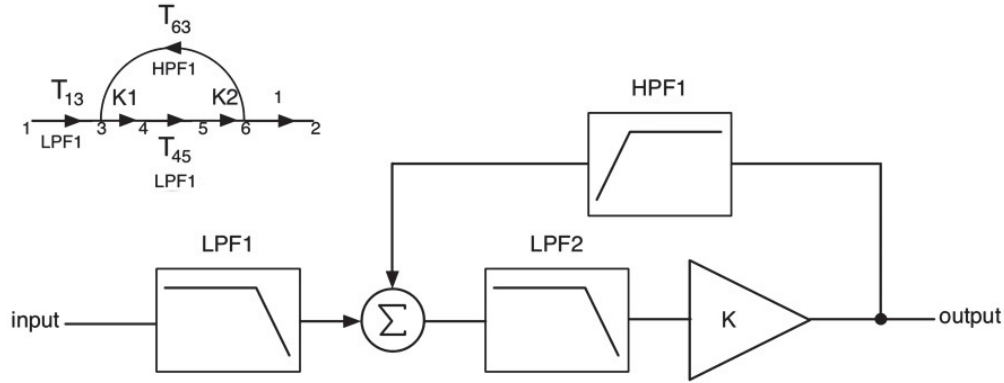 T63
HPF1
T13 K1 K2 1
1 3 4 5 6 2
LPF1 T45
LPF1
HPF1
LPF1 LPF2
input Σ K output